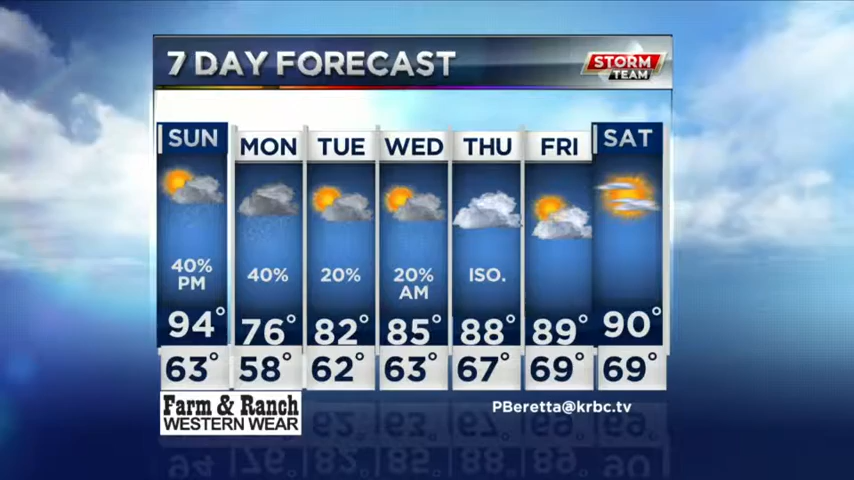 7 DAY FORECAST
STORM
TEAM
SUN MON TUE WED THU FRI SAT
40% PM 40% 20% 20% AM ISO.
94° 76° 82° 85° 88° 89° 90°
63° 58° 62° 63° 67° 69° 69°
Farm & Ranch
WESTERN WEAR
PBeretta@krbc.tv